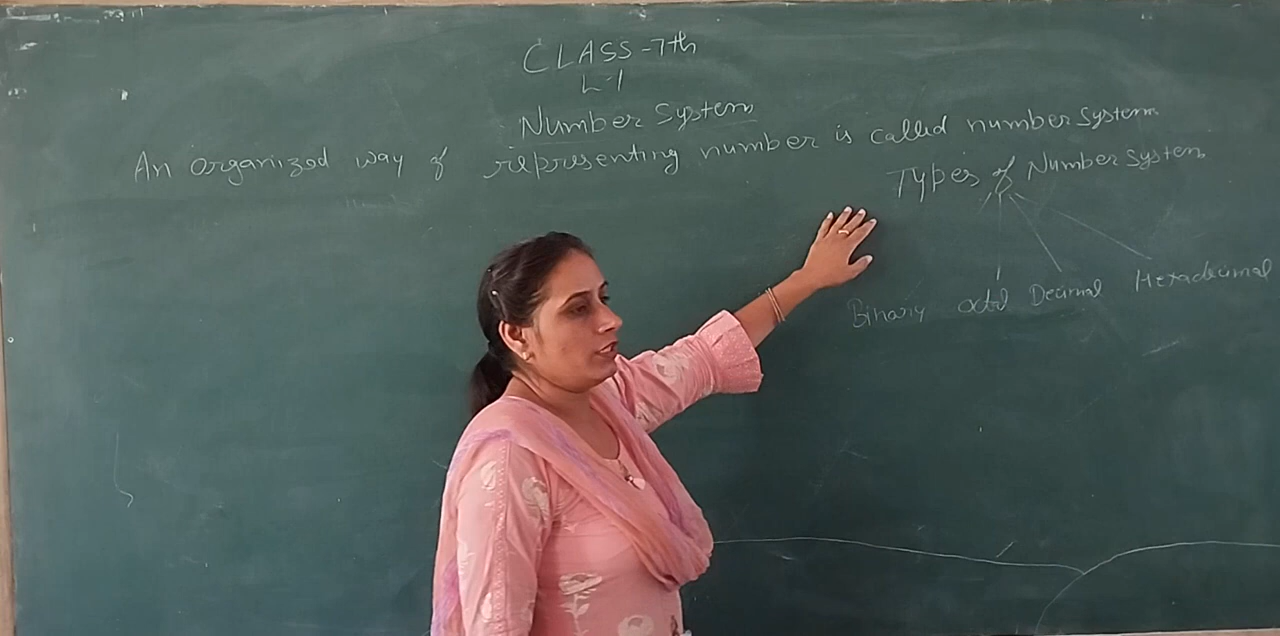 CLASS-7th
L-1
Number System
An organized way of representing number is called number system
Types of Number System
Binary octal Decimal Hexadecimal